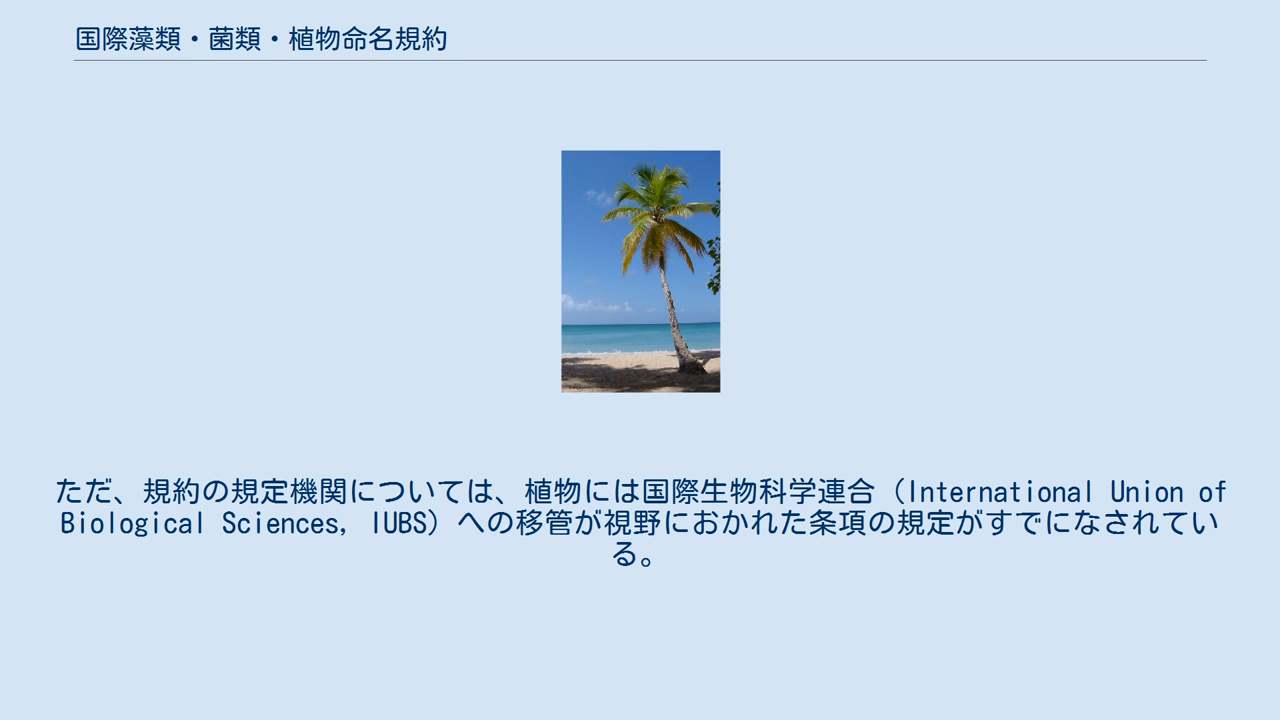 国際藻類・菌類・植物命名規約
ただ、規約の規定機関については、植物には国際生物科学連合（International Union of
Biological Sciences, IUBS）への移管が視野におかれた条項の規定がすでになされてい
る。